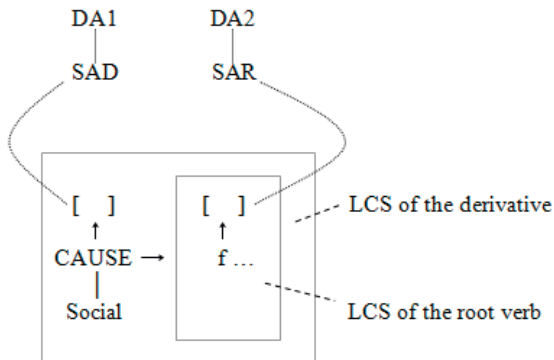 DA1 DA2
SAD SAR
[ ] [ ] LCS of the derivative
CAUSE → f ...
Social LCS of the root verb